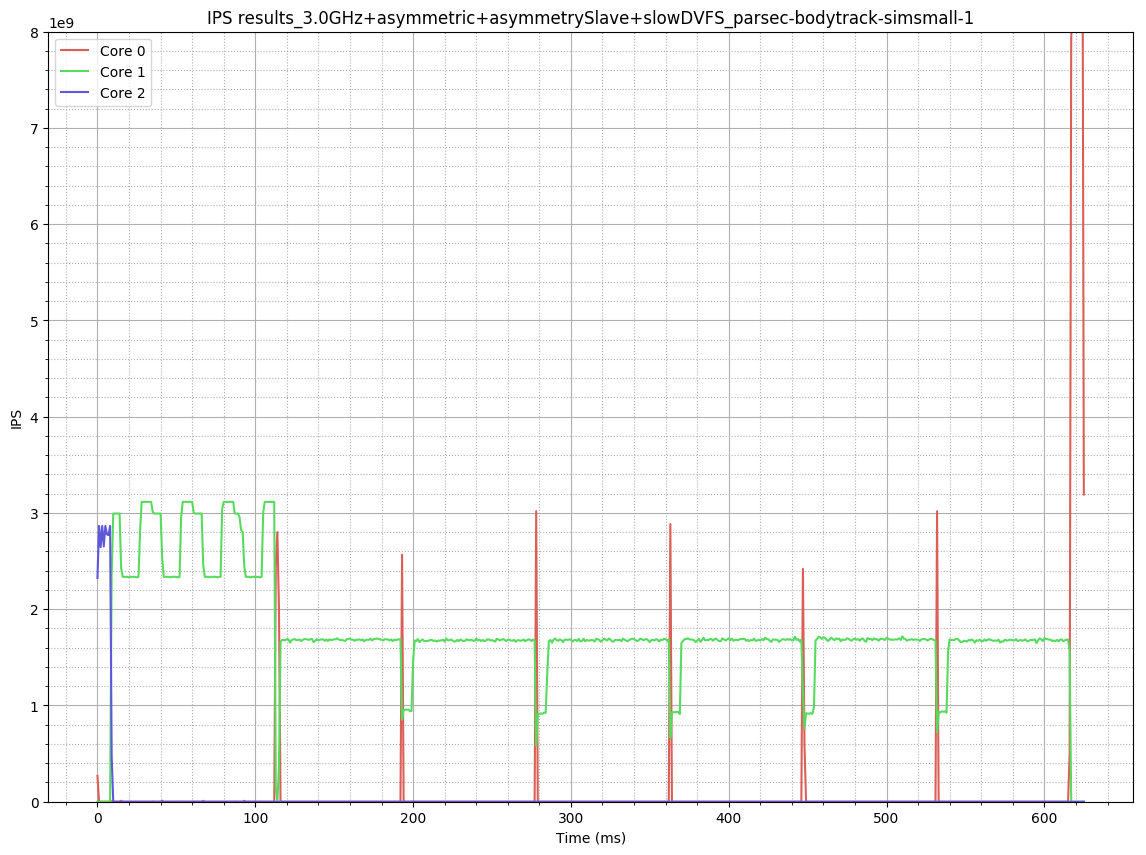 IPS results_3.0GHz+asymmetric+asymmetrySlave+slowDVFS_parsec-bodytrack-simsmall-1
1e9
Core 0
Core 1
Core 2
8
7
6
5
4
3
2
1
0
IPS
0 100 200 300 400 500 600
Time (ms)